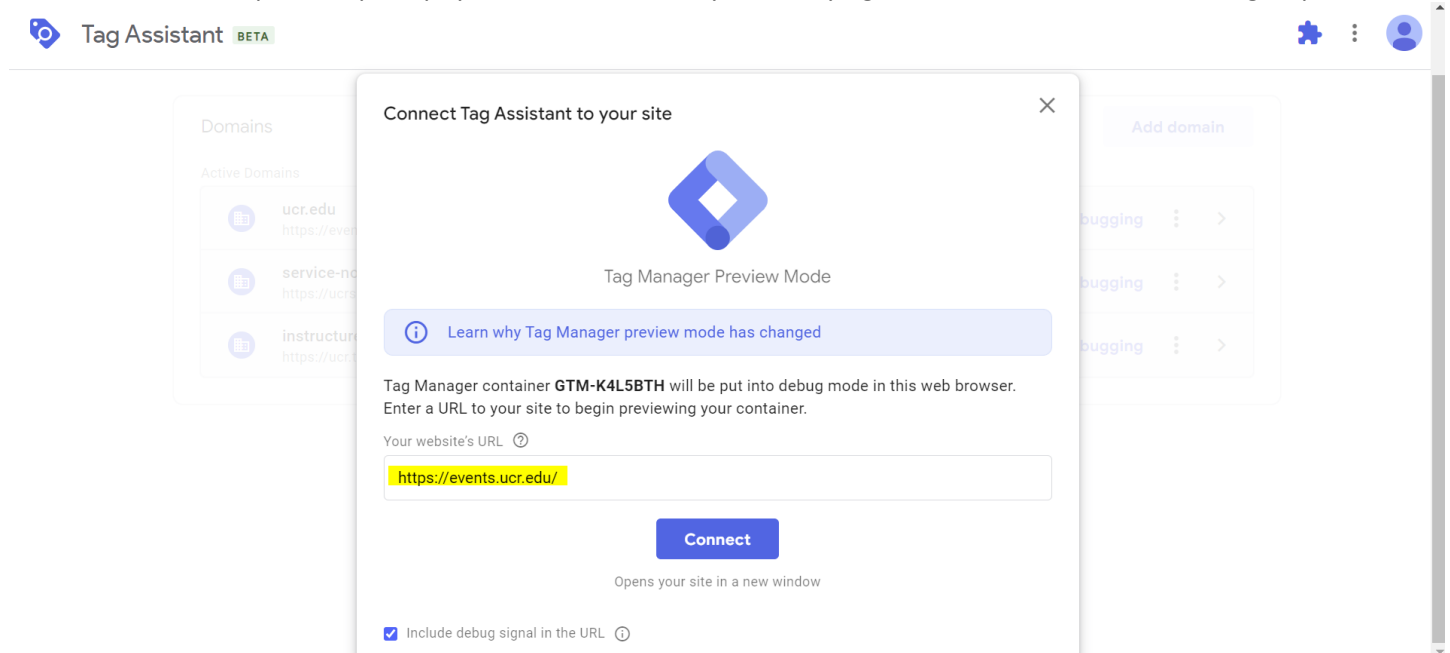 Tag Assistant BETA
Connect Tag Assistant to your site
Domains
Add domain
Active Domains
ucr.edu
https://even
bugging
service-no
bugging
instructure
https://ucr.
bugging
Tag Manager Preview Mode
Learn why Tag Manager preview mode has changed
Tag Manager container GTM-K4L5BTH will be put into debug mode in this web browser.
Enter a URL to your site to begin previewing your container.
Your website's URL
https://events.ucr.edu/
Connect
Opens your site in a new window
Include debug signal in the URL